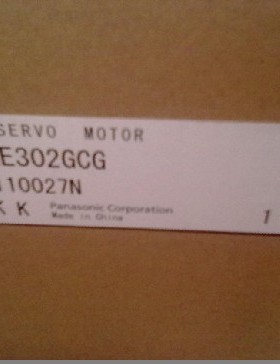 SERVO MOTOR
E302GCG
10027N
K K Panasonic Corporation
Made in China
1